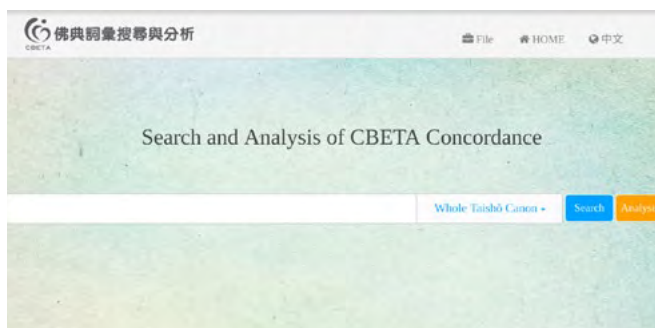 佛典詞彙搜尋與分析
CBETA
File HOME 中文
Search and Analysis of CBETA Concordance
Whole Taishō Canon Search Analysi